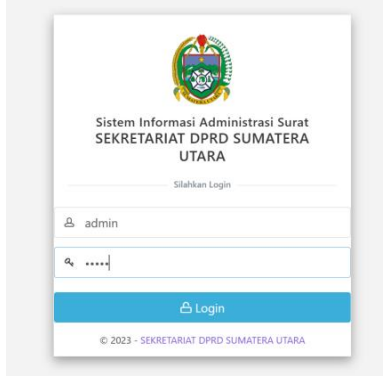 Sistem Informasi Administrasi Surat
SEKRETARIAT DPRD SUMATERA
UTARA
Silahkan Login
admin
•••••
Login
© 2023 - SEKRETARIAT DPRD SUMATERA UTARA